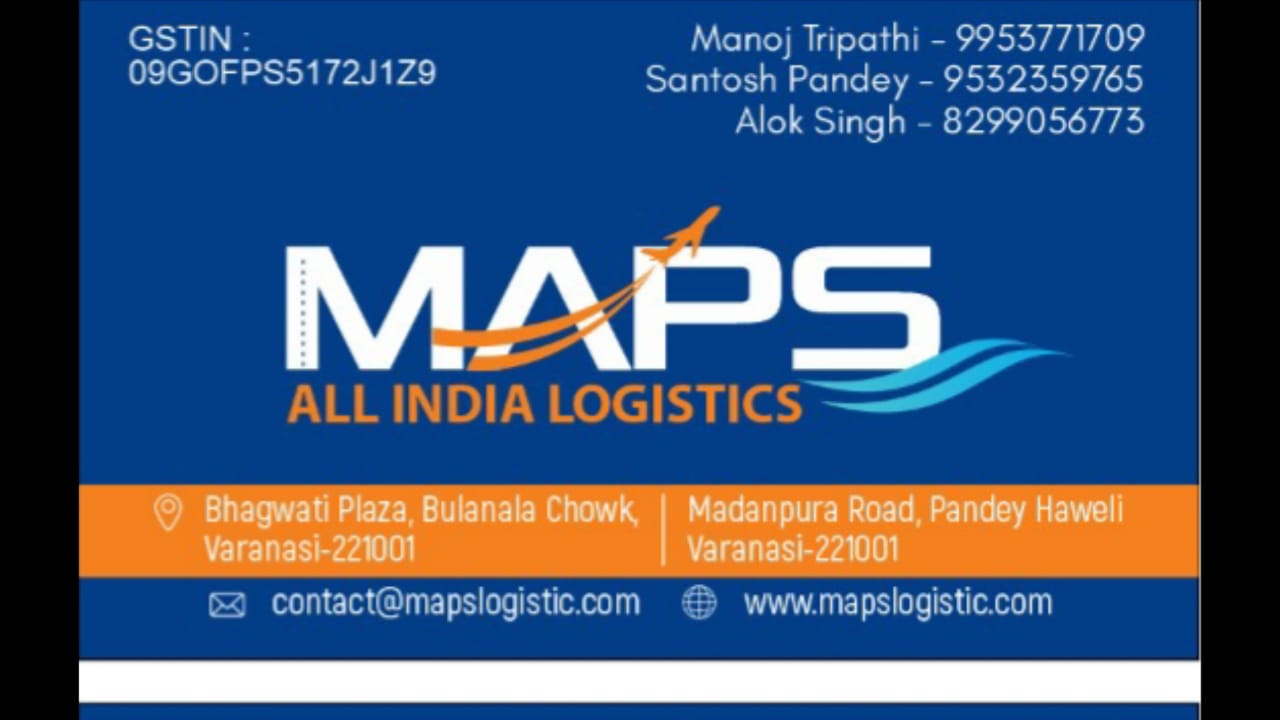 GSTIN :
09GOFPS5172J1Z9
Manoj Tripathi - 9953771709
Santosh Pandey - 9532359765
Alok Singh - 8299056773
MAPS
ALL INDIA LOGISTICS
Bhagwati Plaza, Bulanala Chowk,
Varanasi-221001
Madanpura Road, Pandey Haweli
Varanasi-221001
contact@mapslogistic.com
www.mapslogistic.com